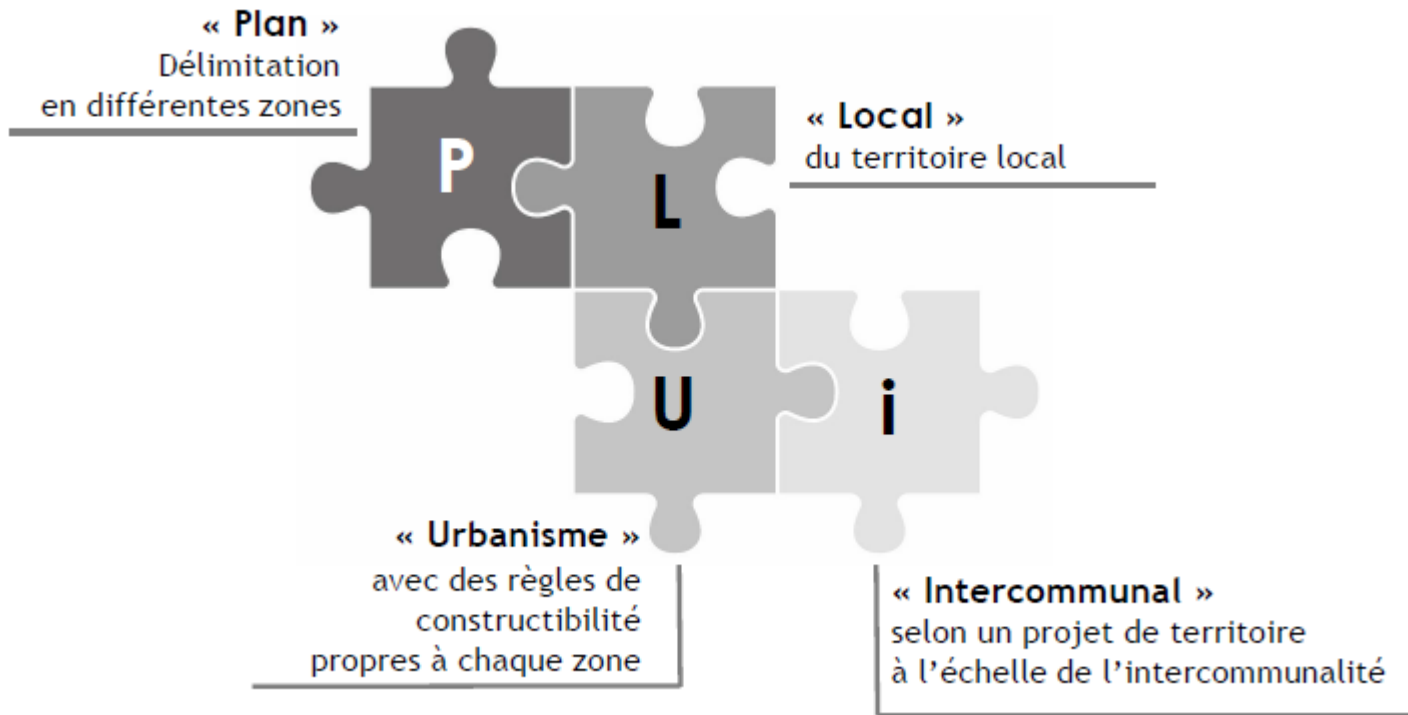 « Plan »
Délimitation
en différentes zones
P
L
« Local »
du territoire local
U
i
« Urbanisme »
avec des règles de
constructibilité
propres à chaque zone
« Intercommunal »
selon un projet de territoire
à l’échelle de l’intercommunalité